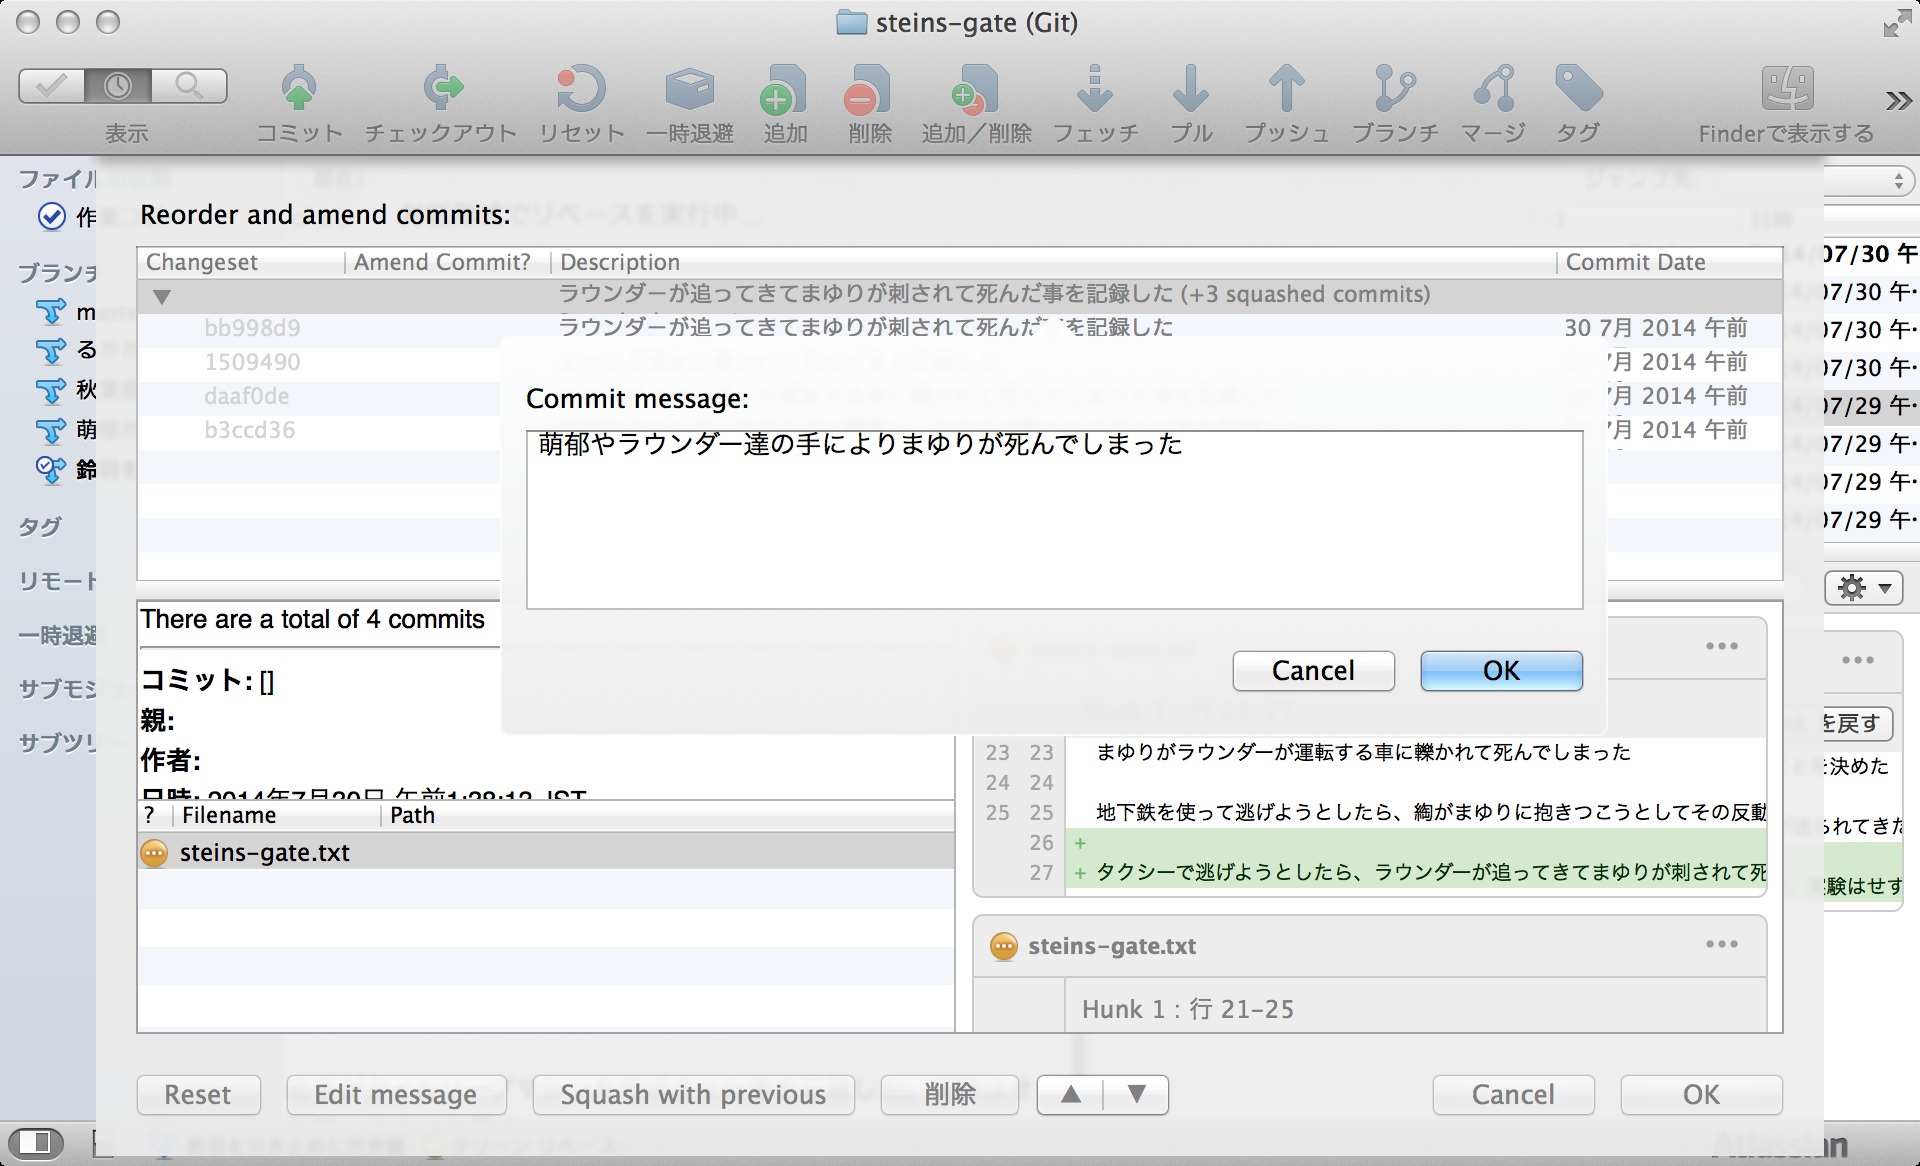 steins-gate (Git)
表示
コミット
チェックアウト
リセット
一時退避
追加
削除
追加／削除
フェッチ
プル
プッシュ
ブランチ
マージ
タグ
Finderで表示する
ファイル
作
ブランチ
m
る
秋
萌
鈴
タグ
リモート
一時退避
サブモジ
サブツリ
Reorder and amend commits:
Changeset Amend Commit? Description Commit Date
ラウンダーが追ってきてまゆりが刺されて死んだ事を記録した (+3 squashed commits)
bb998d9 ラウンダーが追ってきてまゆりが刺されて死んだ事を記録した 30 7月 2014 午前
1509490 7月 2014 午前
daaf0de 7月 2014 午前
b3ccd36 7月 2014 午前
Commit message:
萌郁やラウンダー達の手によりまゆりが死んでしまった
Cancel OK
There are a total of 4 commits
コミット: []
親:
作者:
日時: 2014年7月30日 午前1:28:13 JST
? Filename Path
steins-gate.txt
23 23 まゆりがラウンダーが運転する車に轢かれて死んでしまった
24 24
25 25 地下鉄を使って逃げようとしたら、綯がまゆりに抱きつこうとしてその反動
26 +
27 + タクシーで逃げようとしたら、ラウンダーが追ってきてまゆりが刺されて死
steins-gate.txt
Hunk 1 : 行 21-25
Reset Edit message Squash with previous 削除 Cancel OK
07/30 午
07/30 午
07/30 午
07/30 午
07/29 午
07/29 午
07/29 午
07/29 午
を戻す
を決めた
られてきた
験はせず